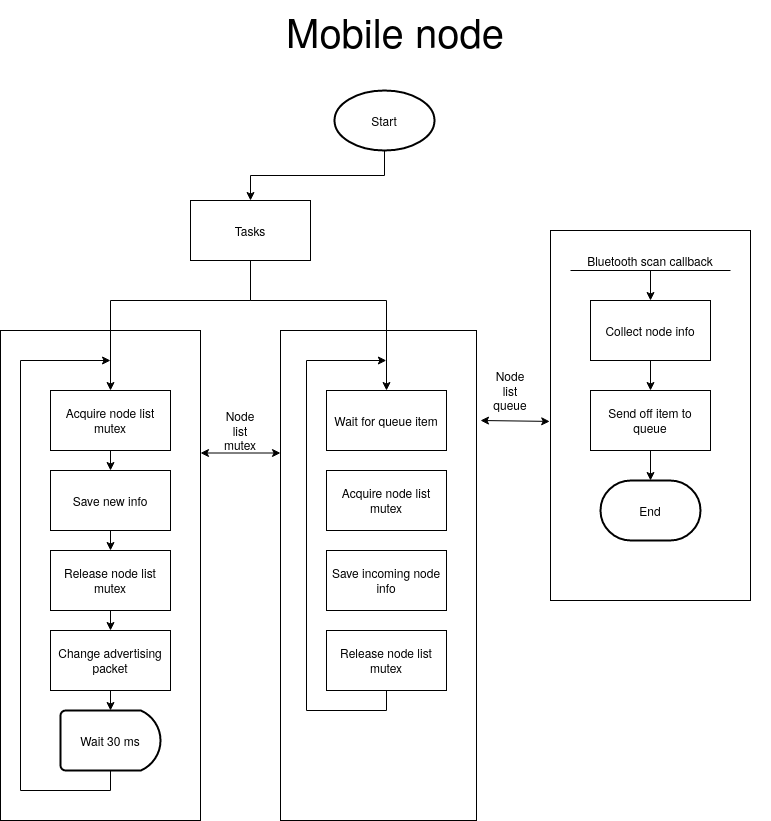 Mobile node
Start
Tasks
Acquire node list
mutex
Save new info
Release node list
mutex
Change advertising
packet
Wait 30 ms
Node
list
mutex
Wait for queue item
Acquire node list
mutex
Save incoming node
info
Release node list
mutex
Node
list
queue
Bluetooth scan callback
Collect node info
Send off item to
queue
End